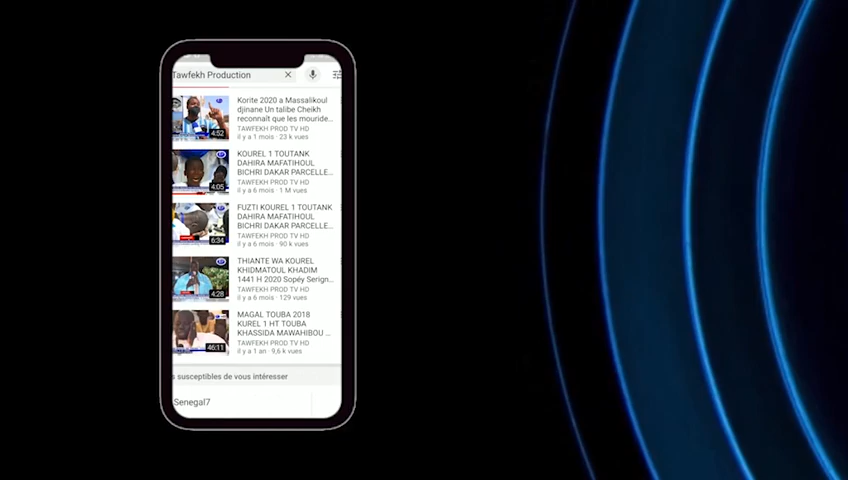 Tawfekh Production
Korite 2020 a Massalikoul
djinane Un talibe Cheikh
reconnaît que les mouride...
TAWFEKH PROD TV HD
il y a 1 mois · 23 k vues
4:52
KOUREL 1 TOUTANK
DAHIRA MAFATIHOUL
BICHRI DAKAR PARCELLE...
TAWFEKH PROD TV HD
il y a 6 mois · 1 M vues
4:05
FUZTI KOUREL 1 TOUTANK
DAHIRA MAFATIHOUL
BICHRI DAKAR PARCELLE...
TAWFEKH PROD TV HD
il y a 6 mois · 90 k vues
6:34
THIANTE WA KOUREL
KHIDMATOUL KHADIM
1441 H 2020 Sopéy Serign...
TAWFEKH PROD TV HD
il y a 6 mois · 129 vues
4:28
MAGAL TOUBA 2018
KUREL 1 HT TOUBA
KHASSIDA MAWAHIBOU ...
TAWFEKH PROD TV HD
il y a 1 an · 9,6 k vues
46:11
s susceptibles de vous intéresser
Senegal7